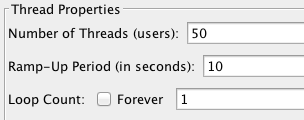 Thread Properties
Number of Threads (users): 50
Ramp-Up Period (in seconds): 10
Loop Count: Forever 1